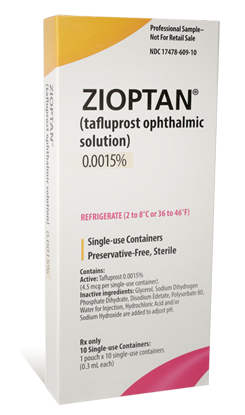 Professional Sample–
Not For Retail Sale
NDC 17478-609-10
ZIOPTAN®
(tafluprost ophthalmic
solution)
0.0015%
REFRIGERATE (2 to 8°C or 36 to 46°F)
Single-use Containers
Preservative-Free, Sterile
Contains:
Active: Tafluprost 0.0015%
(4.5 mcg per single-use container).
Inactive ingredients: Glycerol, Sodium Dihydrogen
Phosphate Dihydrate, Disodium Edetate, Polysorbate 80,
Water for Injection, Hydrochloric Acid and/or
Sodium Hydroxide are added to adjust pH.
Rx only
10 Single-use Containers:
1 pouch x 10 single-use containers
(0.3 mL each)
ZIOPTAN®
(tafluprost ophthalmic solution) 0.0015%